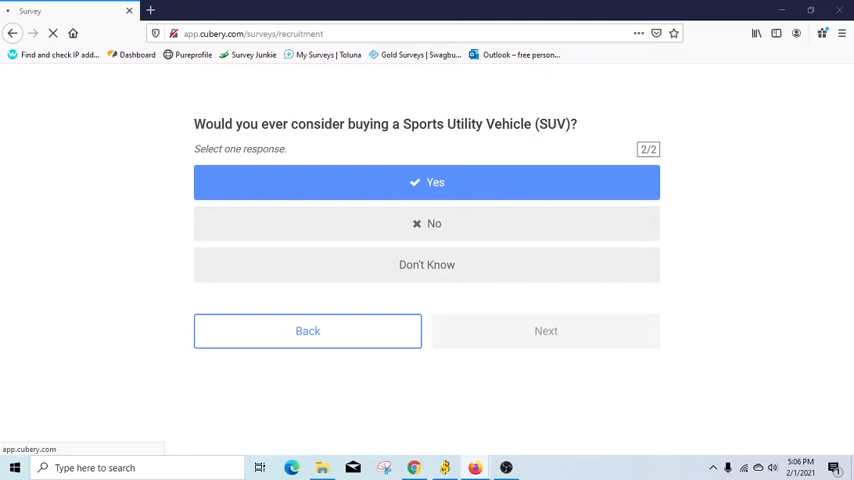 Survey
app.cubery.com/surveys/recruitment
Find and check IP add...
Dashboard
Pureprofile
Survey Junkie
My Surveys | Toluna
Gold Surveys | Swagbu...
Outlook – free person...
Would you ever consider buying a Sports Utility Vehicle (SUV)?
Select one response.
2/2
Yes
No
Don't Know
Back
Next
app.cubery.com
Type here to search
5:06 PM
2/1/2021
1